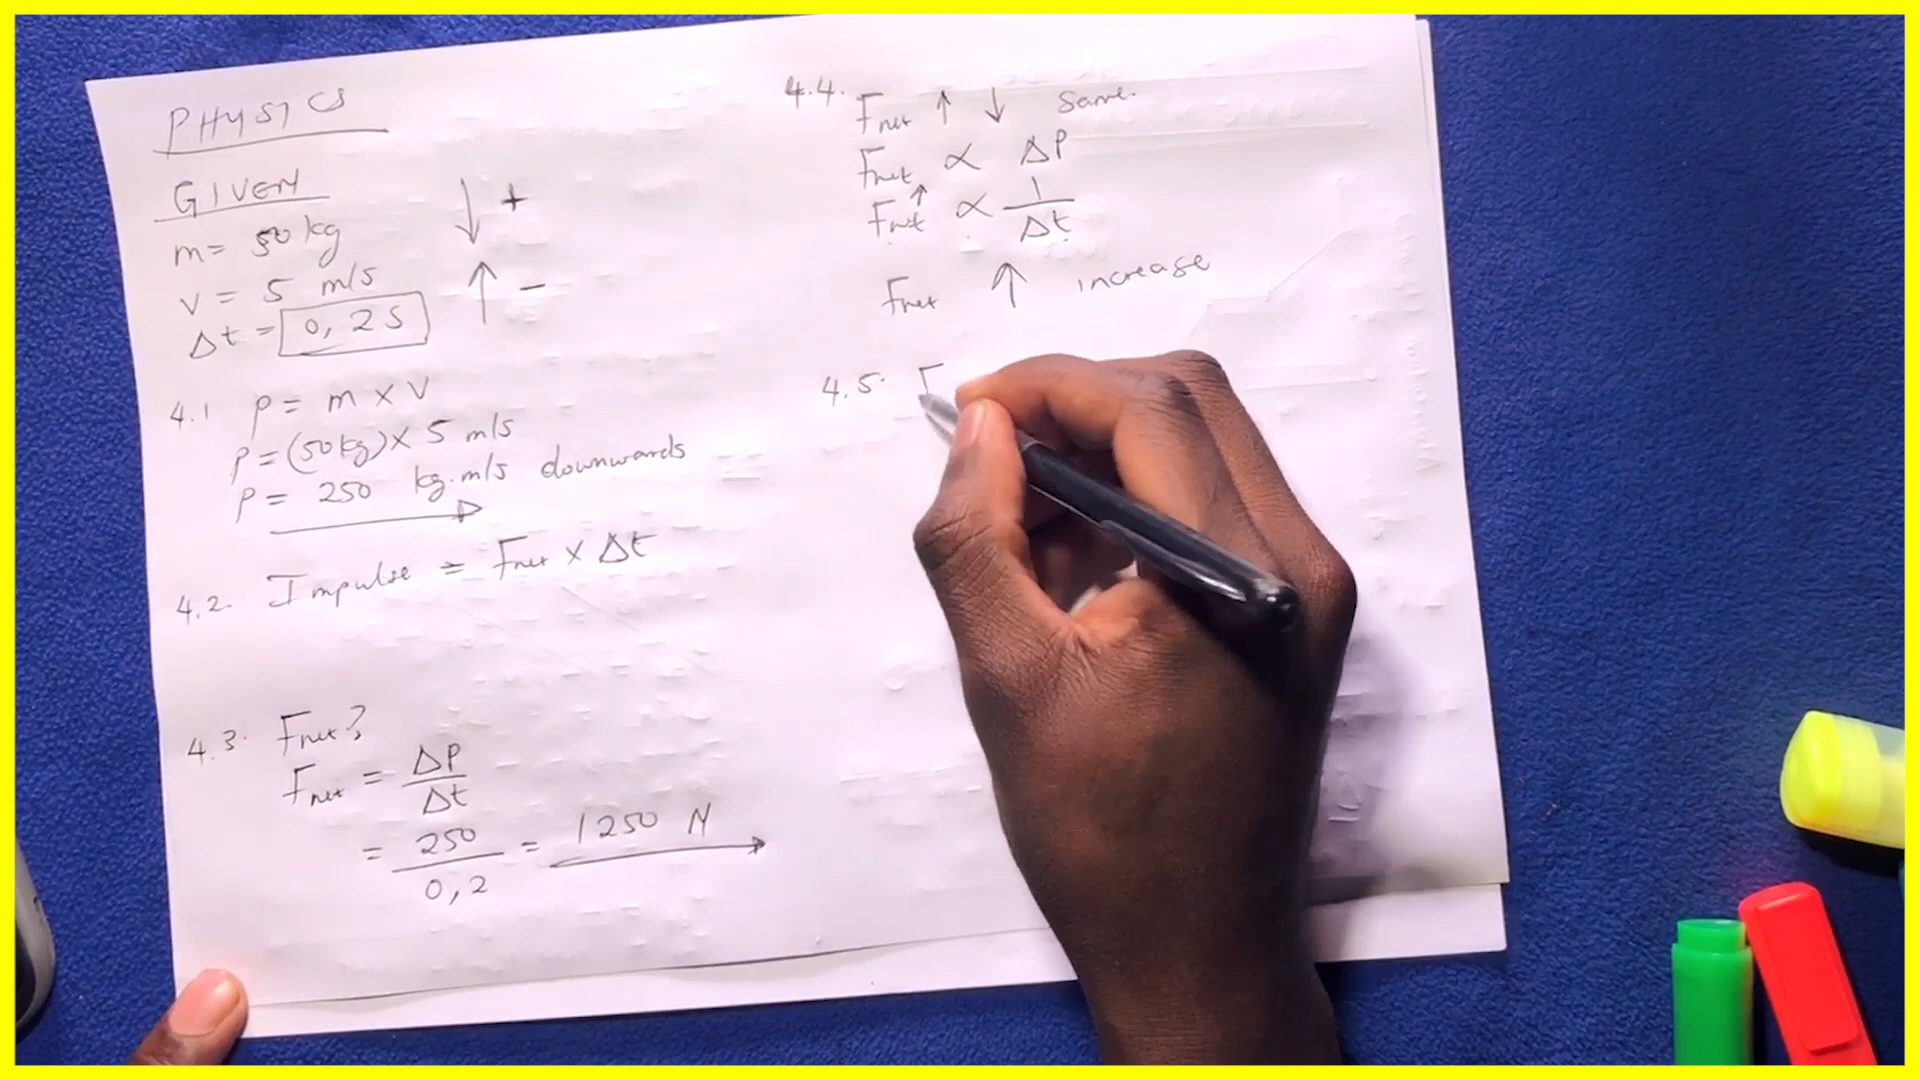 PHYSICS
GIVEN
m = 50 kg
v = 5 m/s
Δt = 0,2s
↓ +
↑ −
4.1 p = m x v
p = (50kg) x 5 m/s
p = 250 kg.m/s downwards
4.2. Impulse = Fnet x Δt
4.3. Fnet?
Fnet = ΔP/Δt
= 250/0,2 = 1250 N
4.4. Fnet ↑ ↓ Same.
Fnet ∝ ΔP
Fnet ↑ ∝ 1/Δt
Fnet ↑ increase
4.5. F